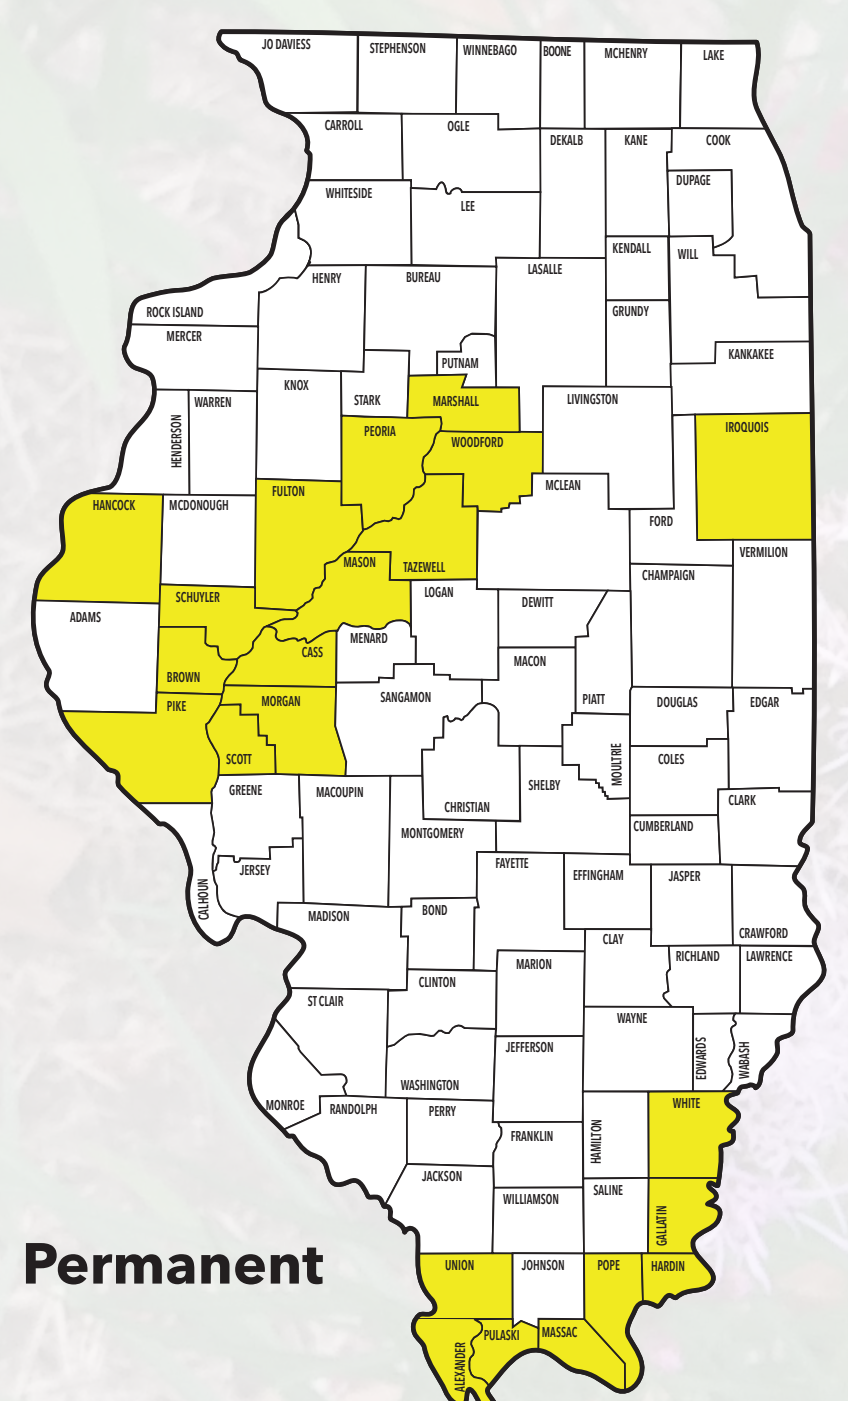 JO DAVIESS
STEPHENSON
WINNEBAGO
BOONE
MCHENRY
LAKE
CARROLL
OGLE
DEKALB
KANE
COOK
DUPAGE
WHITESIDE
LEE
KENDALL
WILL
LASALLE
HENRY
BUREAU
ROCK ISLAND
GRUNDY
MERCER
PUTNAM
KANKAKEE
KNOX
STARK
WARREN
HENDERSON
MARSHALL
LIVINGSTON
PEORIA
WOODFORD
IROQUOIS
FULTON
MCLEAN
HANCOCK
MCDONOUGH
FORD
MASON
TAZEWELL
VERMILION
CHAMPAIGN
SCHUYLER
LOGAN
DEWITT
ADAMS
MENARD
CASS
MACON
BROWN
PIKE
MORGAN
SANGAMON
PIATT
DOUGLAS
EDGAR
SCOTT
MOULTRIE
COLES
GREENE
MACOUPIN
SHELBY
CHRISTIAN
CLARK
MONTGOMERY
CUMBERLAND
JERSEY
FAYETTE
EFFINGHAM
JASPER
CALHOUN
MADISON
BOND
CLAY
CRAWFORD
MARION
RICHLAND
LAWRENCE
CLINTON
ST CLAIR
WAYNE
JEFFERSON
EDWARDS
WABASH
WASHINGTON
MONROE
RANDOLPH
PERRY
WHITE
FRANKLIN
HAMILTON
JACKSON
WILLIAMSON
SALINE
GALLATIN
Permanent
UNION
JOHNSON
POPE
HARDIN
PULASKI
MASSAC
ALEXANDER